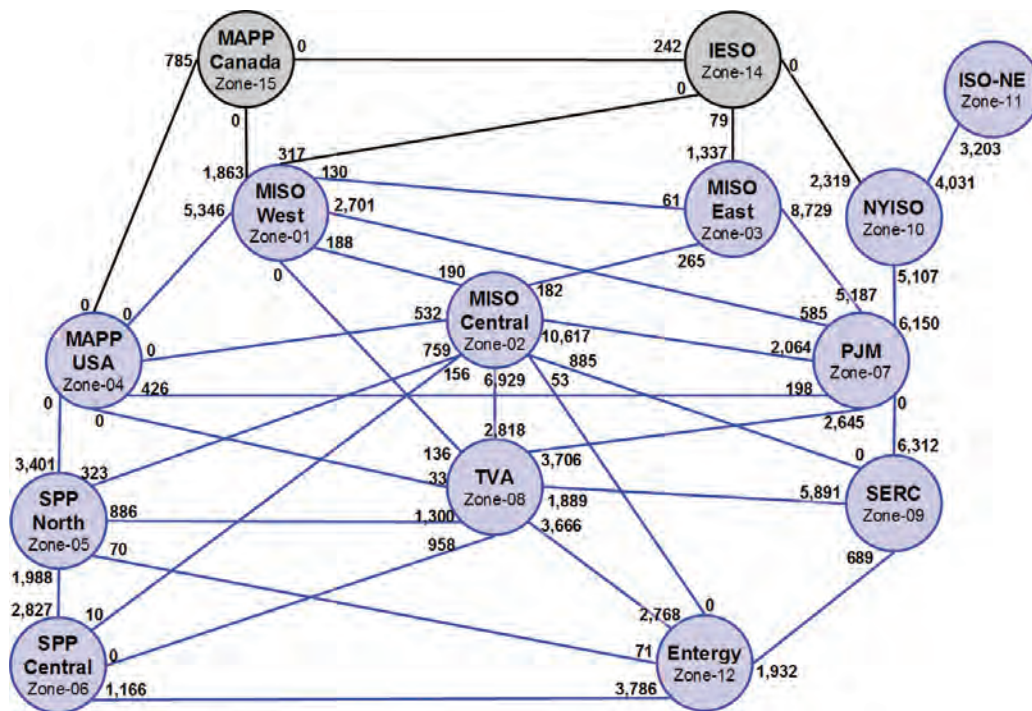 MAPP
Canada
Zone-15
785
0
0
242
IESO
Zone-14
0
0
79
ISO-NE
Zone-11
3,203
1,863
317
130
5,346
MISO
West
Zone-01
2,701
188
0
1,337
61
MISO
East
Zone-03
8,729
265
2,319
4,031
NYISO
Zone-10
5,107
190
182
MISO
Central
Zone-02
532
10,617
759
156
6,929
53
885
0
0
MAPP
USA
Zone-04
0
426
0
0
5,187
585
6,150
2,064
PJM
Zone-07
198
0
2,645
3,401
323
SPP
North
Zone-05
886
70
1,988
136
33
2,818
TVA
Zone-08
3,706
1,889
1,300
3,666
958
0
6,312
5,891
SERC
Zone-09
689
2,827
10
SPP
Central
Zone-06
0
1,166
2,768
0
71
Entergy
Zone-12
3,786
1,932